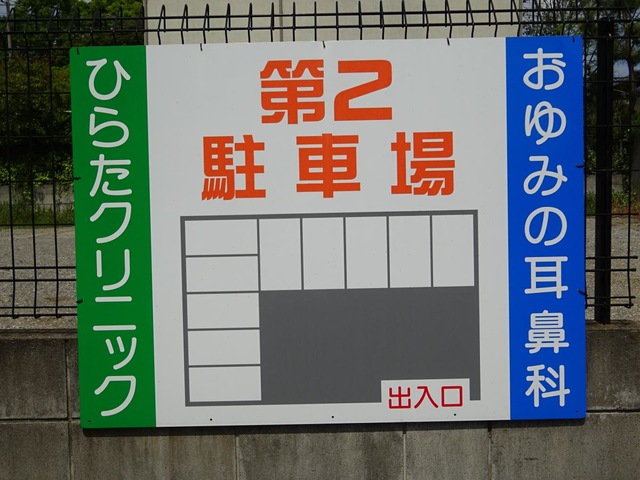 おゆみの耳鼻科
第2
駐車場
出入口
ひらたクリニック